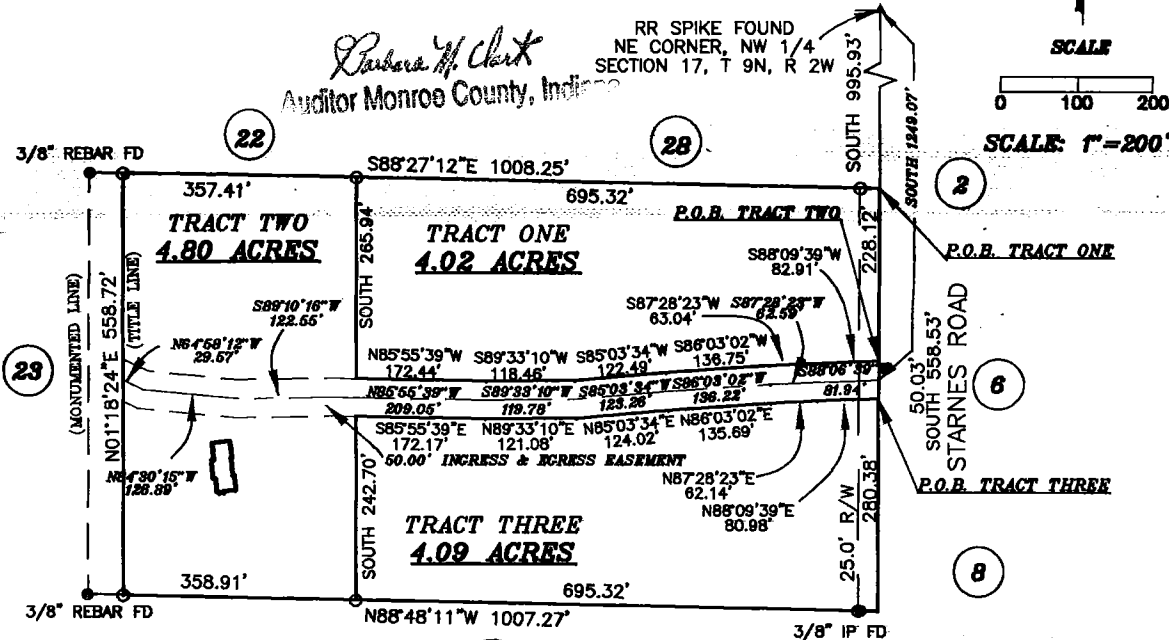 RR SPIKE FOUND
NE CORNER, NW 1/4
SECTION 17, T 9N, R 2W
SCALE
0 100 200
SCALE: 1"=200'
Barbara M. Clark
Auditor Monroe County, Indiana
SOUTH 995.93'
SOUTH 1249.07'
22
28
2
3/8" REBAR FD
S88°27'12"E 1008.25'
357.41'
695.32'
TRACT TWO
4.80 ACRES
TRACT ONE
4.02 ACRES
P.O.B. TRACT TWO
P.O.B. TRACT ONE
228.12'
SOUTH 265.94'
(MONUMENTED LINE)
N01°18'24"E 558.72'
(TITLE LINE)
S88°09'39"W
82.91'
S89°10'16"W
122.55'
S87°28'23"W
63.04'
S87°28'23"W
62.59'
N64°58'12"W
29.57'
N85°55'39"W
172.44'
S89°33'10"W
118.46'
S85°03'34"W
122.49'
S86°03'02"W
136.75'
S88°06'39"
81.94'
23
6
N85°55'39"W
209.05'
S89°33'10"W
119.78'
S85°03'34"W
123.26'
S86°03'02"W
136.22'
S85°55'39"E
172.17'
N89°33'10"E
121.08'
N85°03'34"E
124.02'
N86°03'02"E
135.69'
50.03'
SOUTH 558.53'
STARNES ROAD
50.00' INGRESS & EGRESS EASEMENT
N84°30'15"W
126.89'
N87°28'23"E
62.14'
N88°09'39"E
80.98'
P.O.B. TRACT THREE
SOUTH 242.70'
TRACT THREE
4.09 ACRES
25.0' R/W
280.38'
8
358.91'
695.32'
3/8" REBAR FD
N88°48'11"W 1007.27'
3/8" IP FD